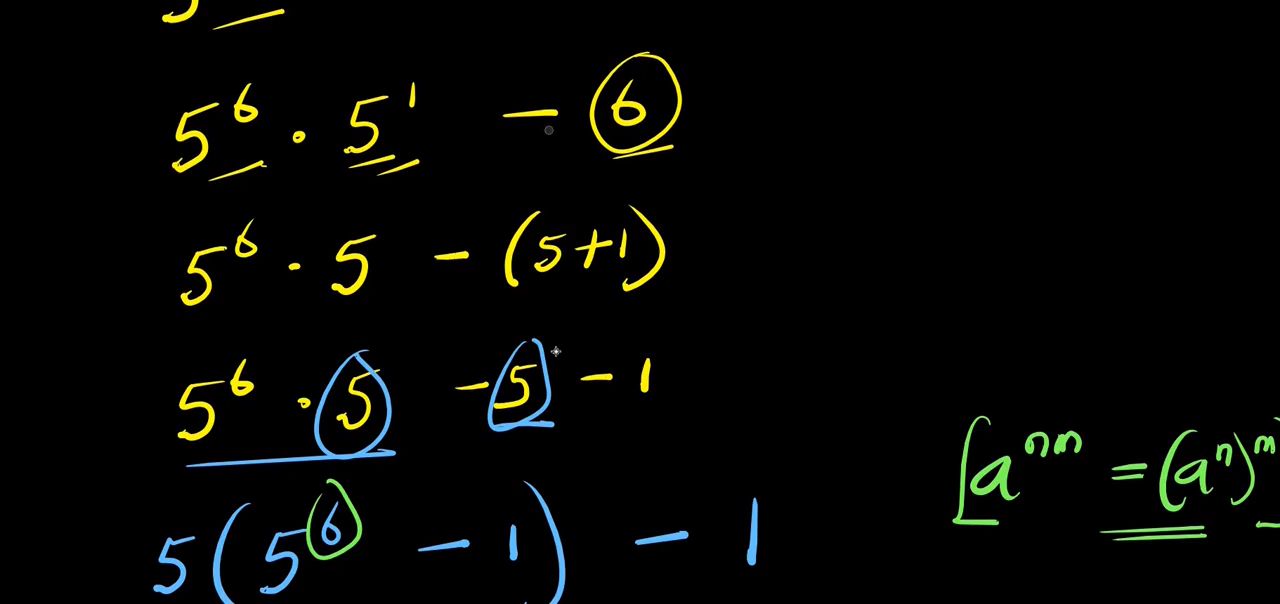 5⁶ · 5¹ - 6
5⁶ · 5 - (5+1)
5⁶ · 5 - 5 - 1
[aⁿᵐ = (aⁿ)ᵐ
5(5⁶ - 1) - 1